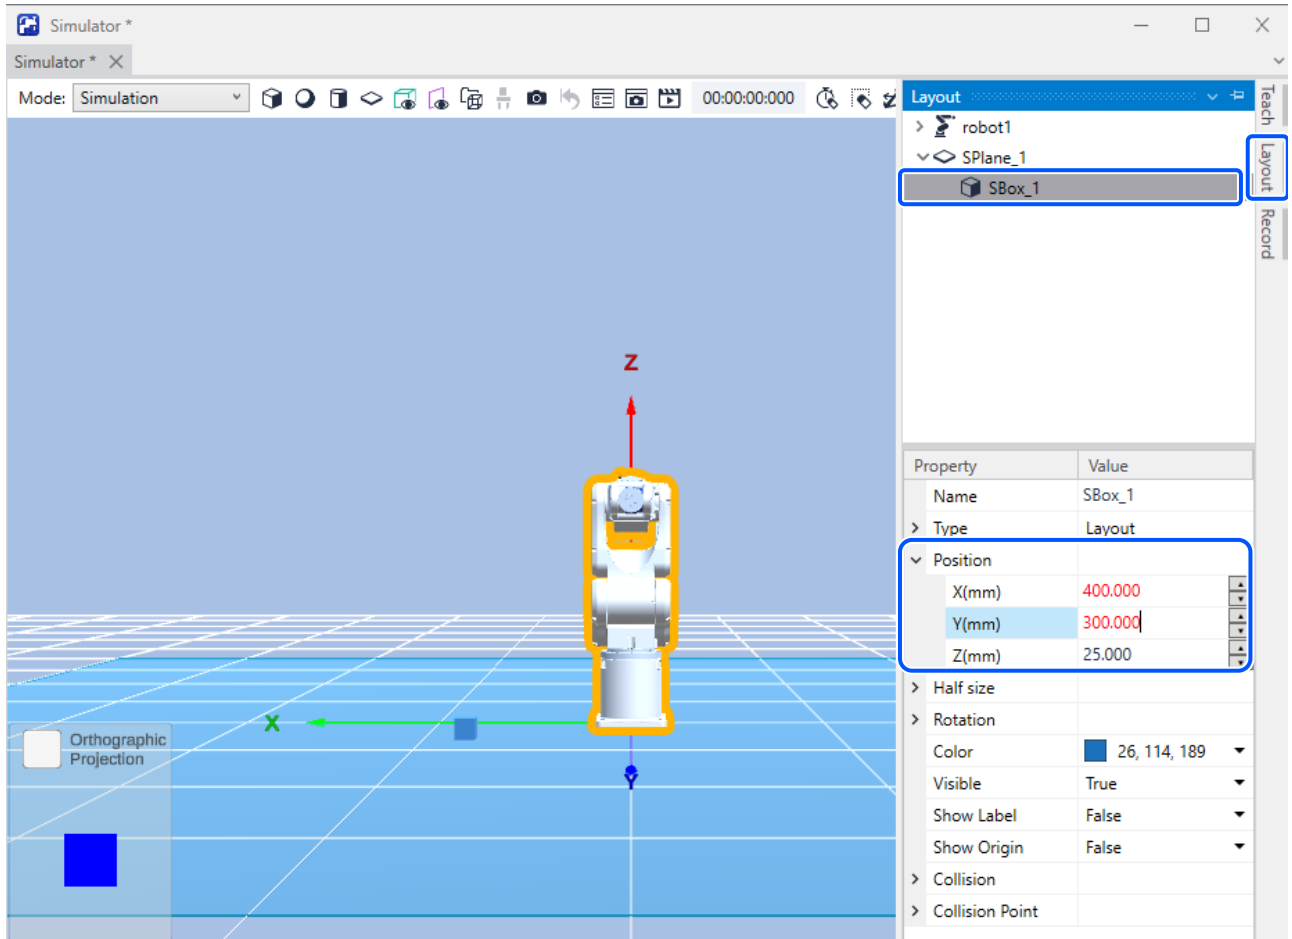 Simulator *
Simulator *
Mode: Simulation 00:00:00:000
Layout
robot1
SPlane_1
SBox_1
Teach
Layout
Record
Z
X
Y
Orthographic
Projection
Property Value
Name SBox_1
Type Layout
Position
X(mm) 400.000
Y(mm) 300.000
Z(mm) 25.000
Half size
Rotation
Color 26, 114, 189
Visible True
Show Label False
Show Origin False
Collision
Collision Point